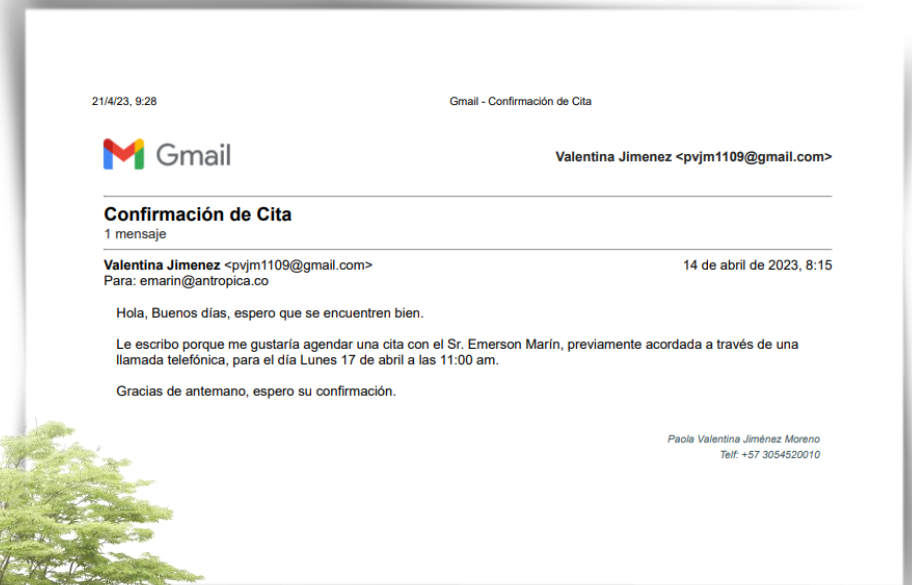 21/4/23, 9:28 Gmail - Confirmación de Cita
Gmail Valentina Jimenez <pvjm1109@gmail.com>
Confirmación de Cita
1 mensaje
Valentina Jimenez <pvjm1109@gmail.com> 14 de abril de 2023, 8:15
Para: emarin@antropica.co
Hola, Buenos días, espero que se encuentren bien.
Le escribo porque me gustaría agendar una cita con el Sr. Emerson Marín, previamente acordada a través de una
llamada telefónica, para el día Lunes 17 de abril a las 11:00 am.
Gracias de antemano, espero su confirmación.
Paola Valentina Jiménez Moreno
Telf: +57 3054520010